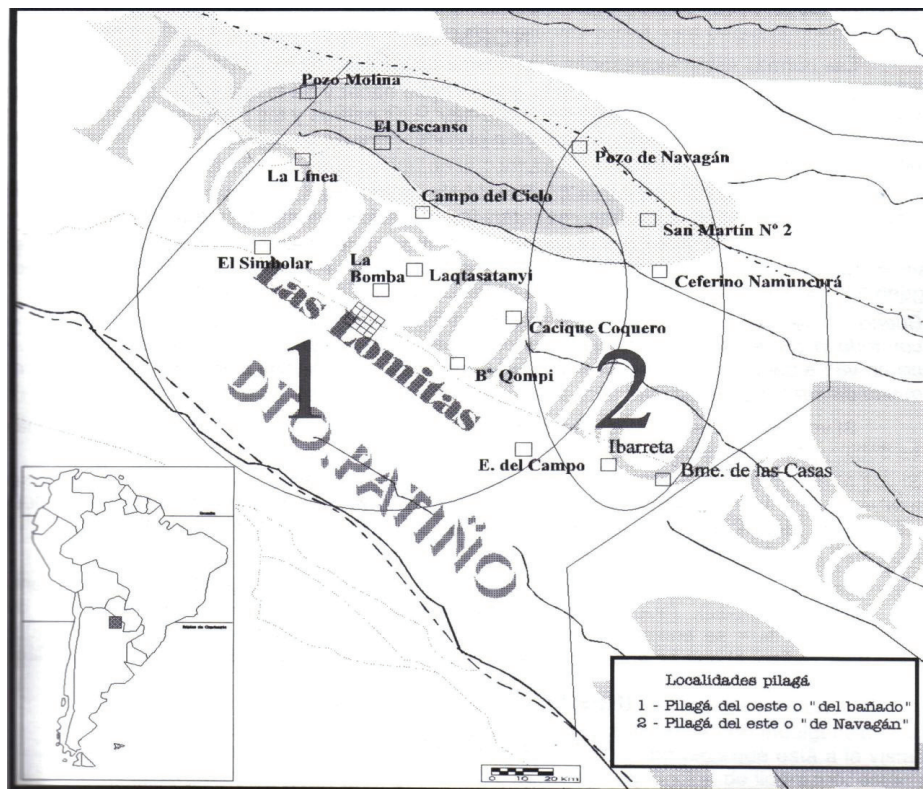 Formosa
Pozo Molina
El Descanso
Pozo de Navagán
La Línea
Campo del Cielo
San Martín Nº 2
El Simbolar
La Bomba
Laqtasatanyi
Ceferino Namuncurá
Las Lomitas
Cacique Coquero
1
2
Bº Qompi
DTO. PATIÑO
E. del Campo
Ibarreta
Bme. de las Casas
Localidades pilagá
1 - Pilagá del oeste o "del bañado"
2 - Pilagá del este o "de Navagán"
0 20 Km